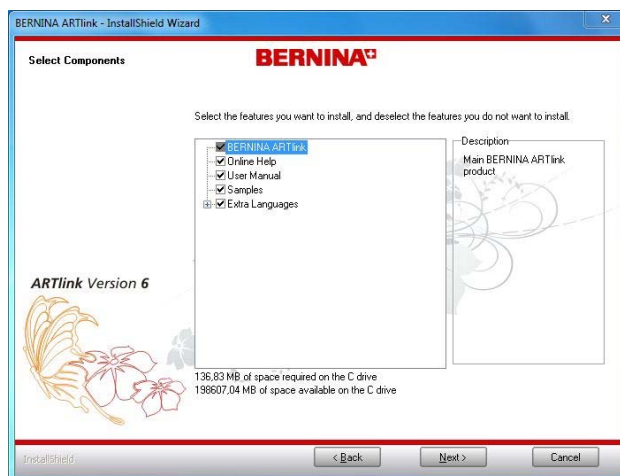 BERNINA ARTlink - InstallShield Wizard
x
Select Components
BERNINA+
Select the features you want to install, and deselect the features you do not want to install.
BERNINA ARTlink
Online Help
User Manual
Samples
Extra Languages
Description
Main BERNINA ARTlink
product
ARTlink Version 6
136,83 MB of space required on the C drive
198607,04 MB of space available on the C drive
InstallShield
< Back
Next >
Cancel